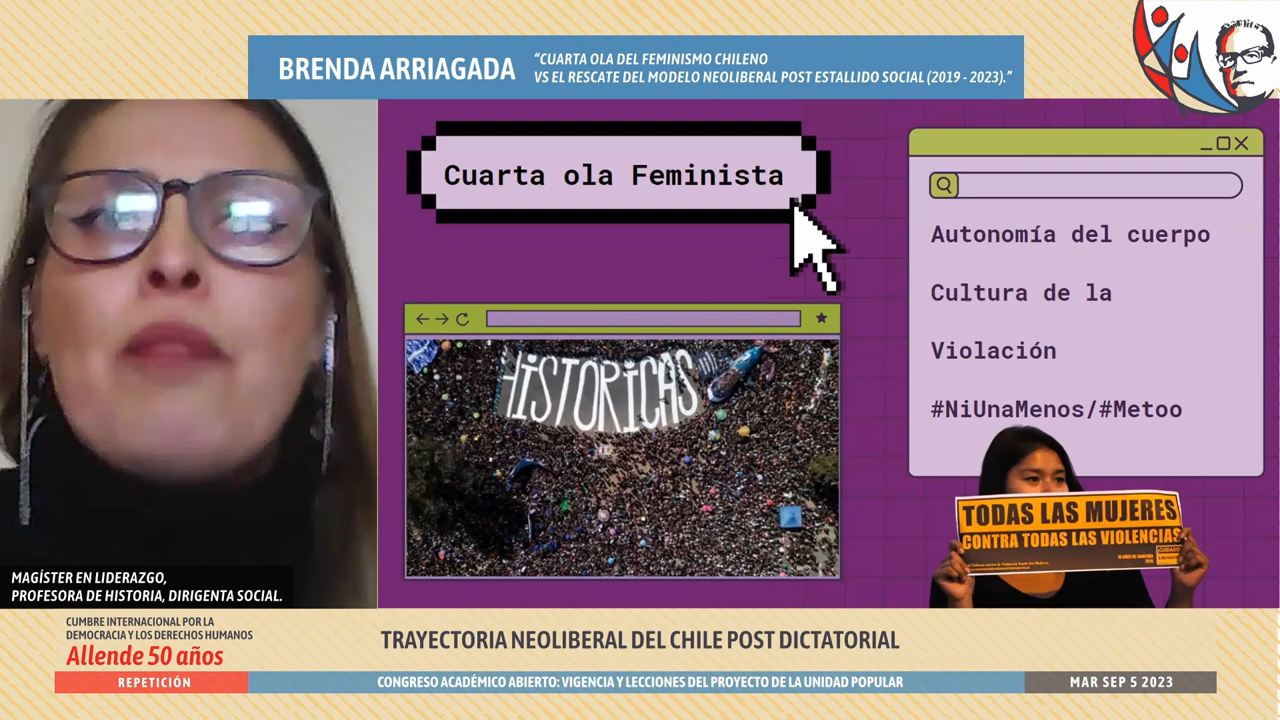 BRENDA ARRIAGADA
"CUARTA OLA DEL FEMINISMO CHILENO
VS EL RESCATE DEL MODELO NEOLIBERAL POST ESTALLIDO SOCIAL (2019 - 2023)."
Cuarta ola Feminista
Autonomía del cuerpo
Cultura de la
Violación
#NiUnaMenos/#Metoo
HISTORICAS
TODAS LAS MUJERES
CONTRA TODAS LAS VIOLENCIAS
MAGÍSTER EN LIDERAZGO,
PROFESORA DE HISTORIA, DIRIGENTA SOCIAL.
CUMBRE INTERNACIONAL POR LA
DEMOCRACIA Y LOS DERECHOS HUMANOS
Allende 50 años
TRAYECTORIA NEOLIBERAL DEL CHILE POST DICTATORIAL
REPETICIÓN
CONGRESO ACADÉMICO ABIERTO: VIGENCIA Y LECCIONES DEL PROYECTO DE LA UNIDAD POPULAR
MAR SEP 5 2023